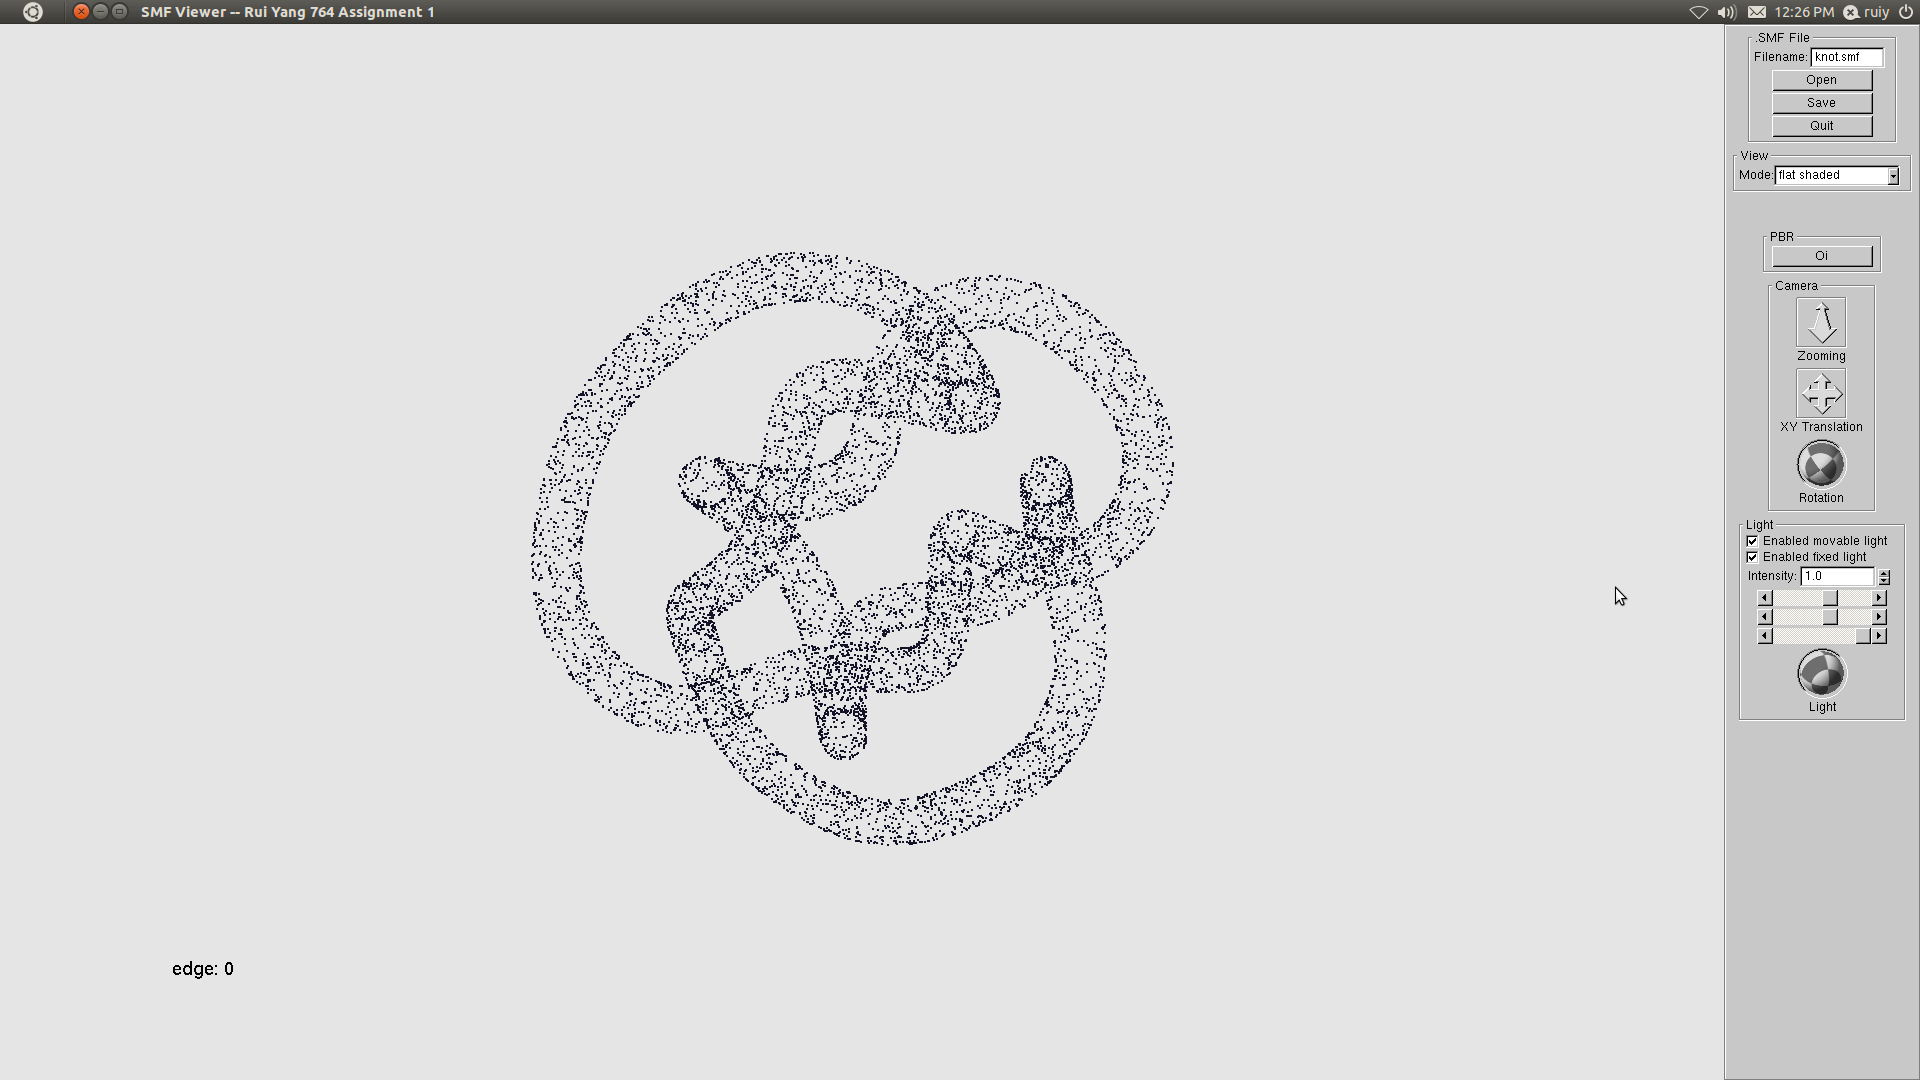 SMF Viewer -- Rui Yang 764 Assignment 1
12:26 PM ruiy
.SMF File
Filename: knot.smf
Open
Save
Quit
View
Mode: flat shaded
PBR
Oi
Camera
Zooming
XY Translation
Rotation
Light
Enabled movable light
Enabled fixed light
Intensity: 1.0
Light
edge: 0